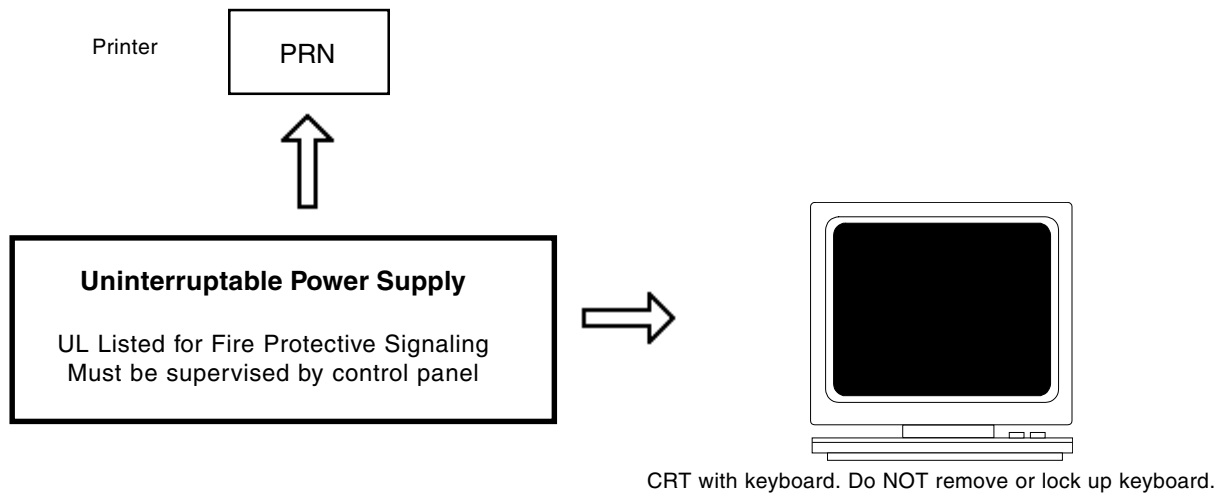 Printer
PRN
Uninterruptable Power Supply
UL Listed for Fire Protective Signaling
Must be supervised by control panel
CRT with keyboard. Do NOT remove or lock up keyboard.